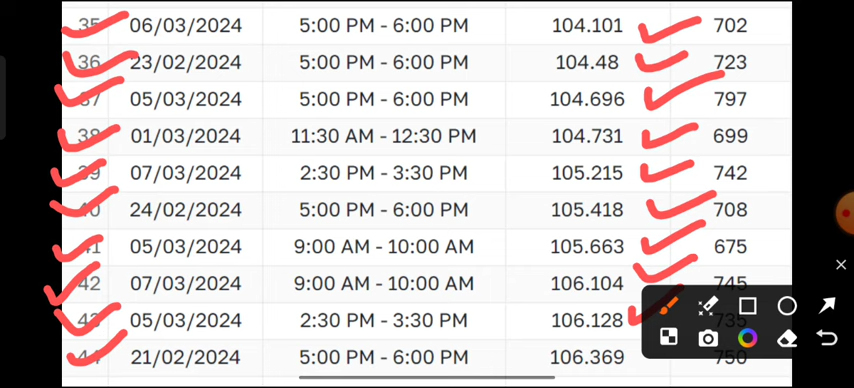 35 06/03/2024 5:00 PM - 6:00 PM 104.101 702
36 23/02/2024 5:00 PM - 6:00 PM 104.48 723
37 05/03/2024 5:00 PM - 6:00 PM 104.696 797
38 01/03/2024 11:30 AM - 12:30 PM 104.731 699
39 07/03/2024 2:30 PM - 3:30 PM 105.215 742
40 24/02/2024 5:00 PM - 6:00 PM 105.418 708
41 05/03/2024 9:00 AM - 10:00 AM 105.663 675
42 07/03/2024 9:00 AM - 10:00 AM 106.104 745
43 05/03/2024 2:30 PM - 3:30 PM 106.128 735
44 21/02/2024 5:00 PM - 6:00 PM 106.369 750